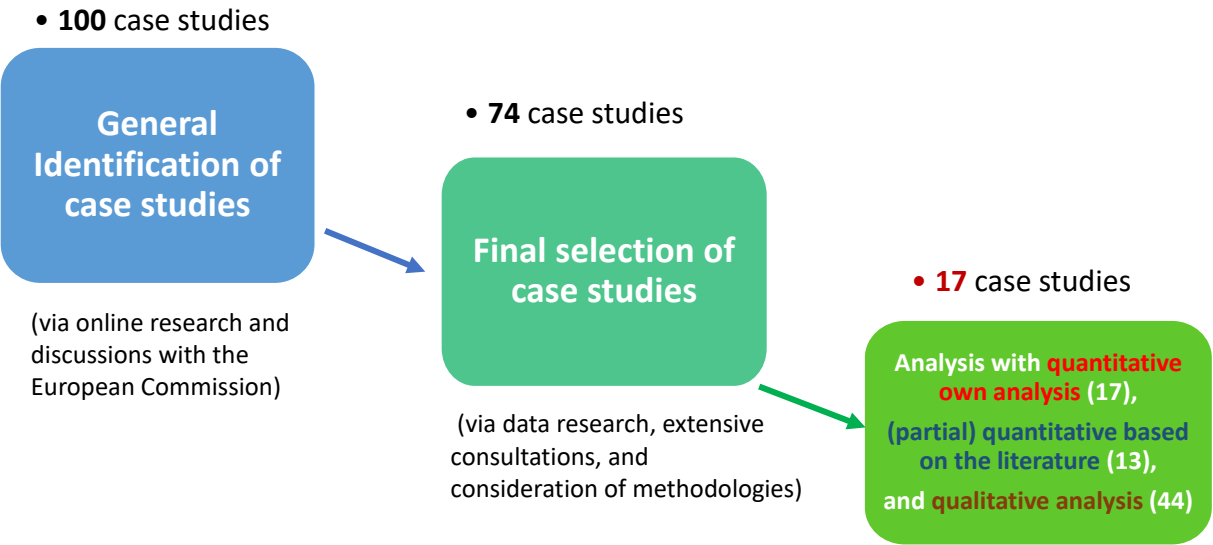 • 100 case studies
General
Identification of
case studies
(via online research and
discussions with the
European Commission)
• 74 case studies
Final selection of
case studies
(via data research, extensive
consultations, and
consideration of methodologies)
• 17 case studies
Analysis with quantitative
own analysis (17),
(partial) quantitative based
on the literature (13),
and qualitative analysis (44)